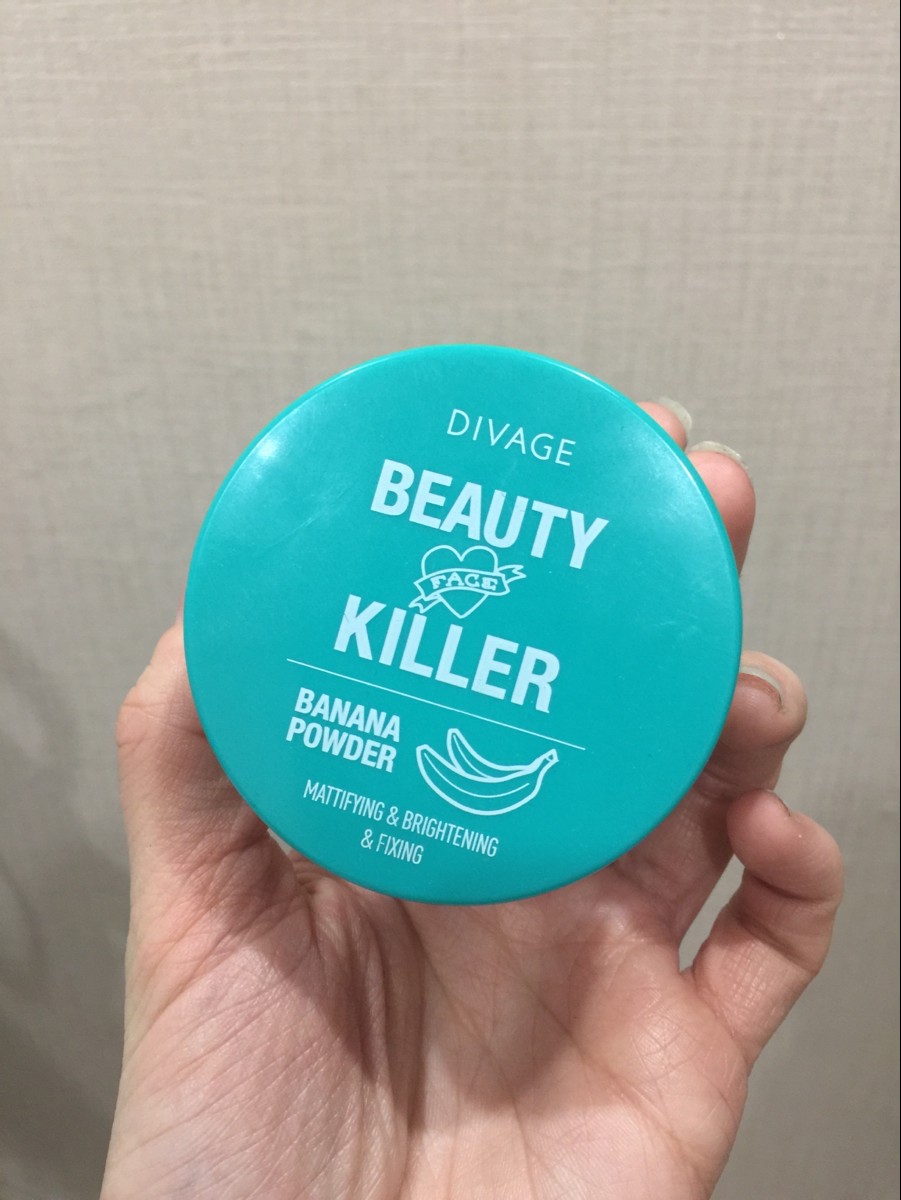 DIVAGE
BEAUTY
FACE
KILLER
BANANA
POWDER
MATTIFYING & BRIGHTENING
& FIXING